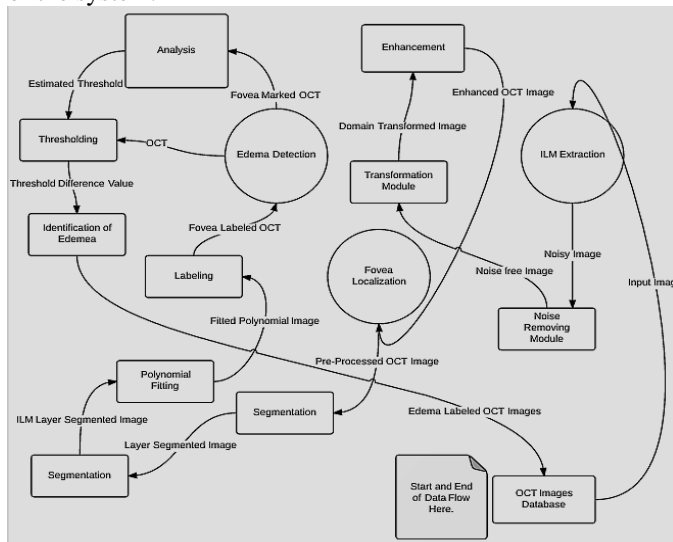 Analysis
Enhancement
Estimated Threshold
Fovea Marked OCT
Enhanced OCT Image
Domain Transformed Image
Thresholding
OCT
Edema Detection
ILM Extraction
Threshold Difference Value
Transformation
Module
Identification of
Edemea
Fovea Labeled OCT
Labeling
Fovea
Localization
Noisy Image
Noise free Image
Input Imag
Fitted Polynomial Image
Noise
Removing
Module
Pre-Processed OCT Image
Polynomial
Fitting
Segmentation
ILM Layer Segmented Image
Edema Labeled OCT Images
Layer Segmented Image
Segmentation
Start and End
of Data Flow
Here.
OCT Images
Database